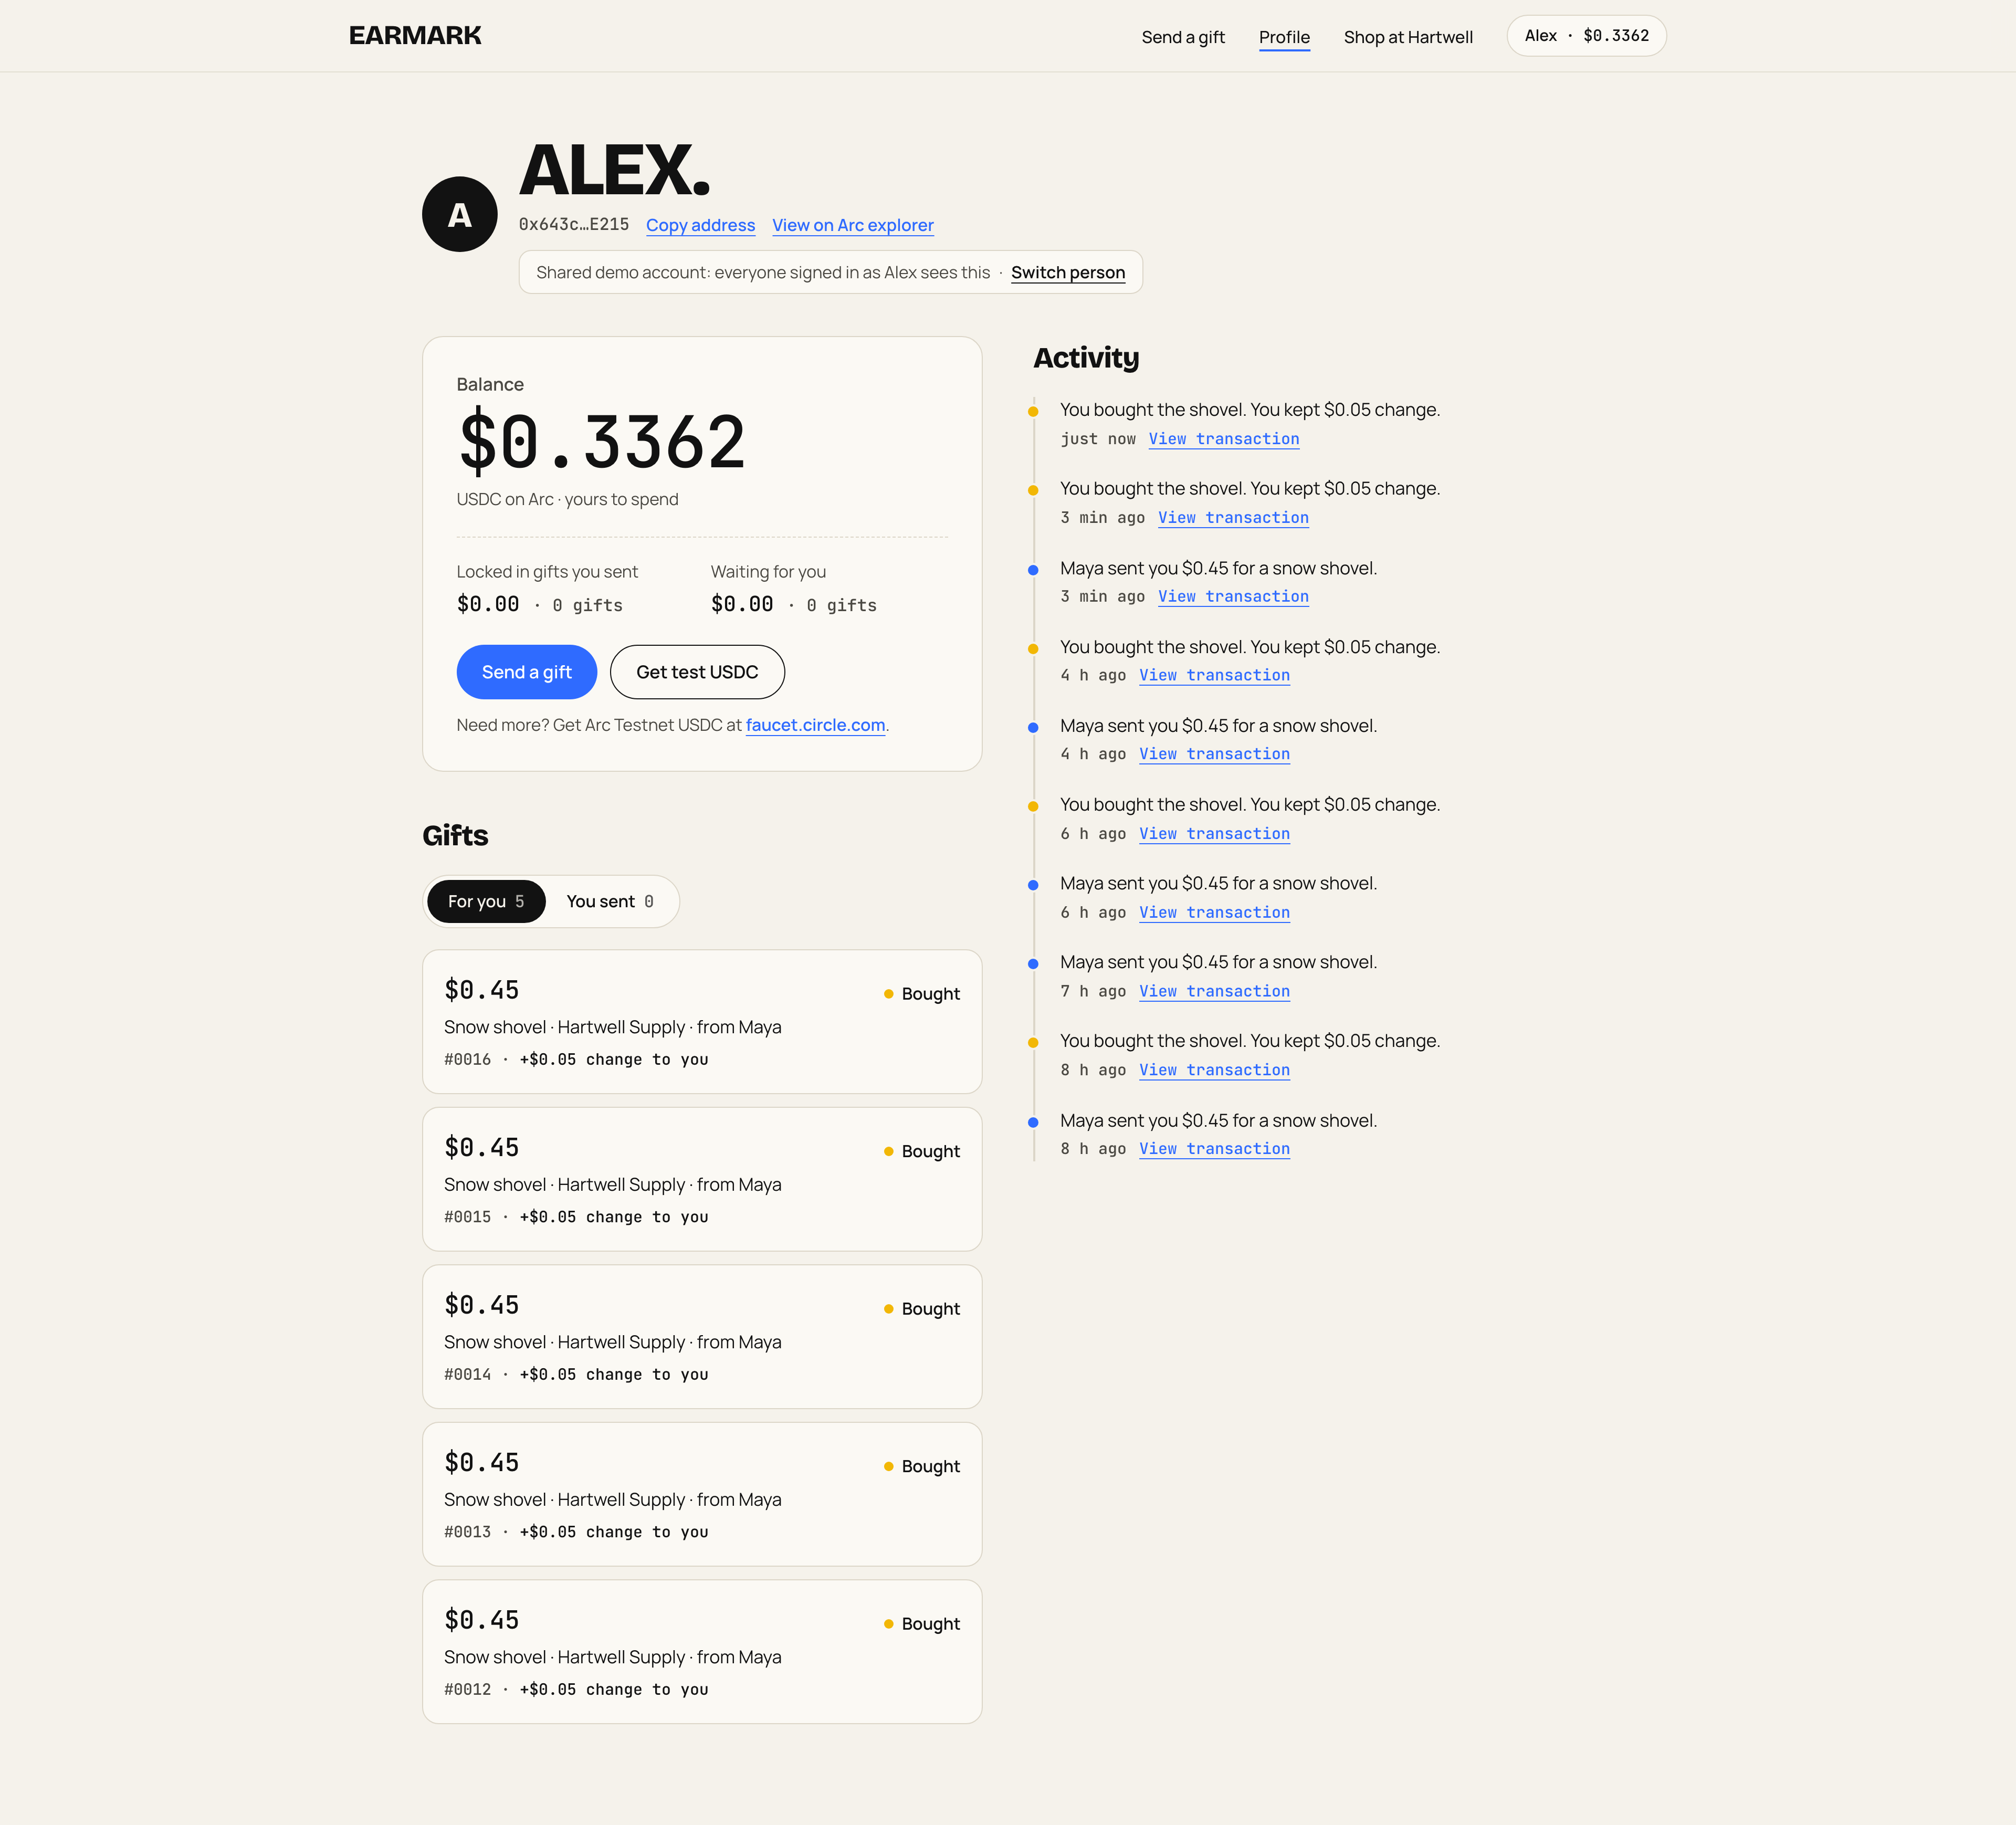 EARMARK
Send a gift
Profile
Shop at Hartwell
Alex · $0.3362
A
ALEX.
0x643c…E215 Copy address View on Arc explorer
Shared demo account: everyone signed in as Alex sees this · Switch person
Balance
$0.3362
USDC on Arc · yours to spend
Locked in gifts you sent
$0.00 · 0 gifts
Waiting for you
$0.00 · 0 gifts
Send a gift
Get test USDC
Need more? Get Arc Testnet USDC at faucet.circle.com.
Gifts
For you 5
You sent 0
$0.45
Bought
Snow shovel · Hartwell Supply · from Maya
#0016 · +$0.05 change to you
$0.45
Bought
Snow shovel · Hartwell Supply · from Maya
#0015 · +$0.05 change to you
$0.45
Bought
Snow shovel · Hartwell Supply · from Maya
#0014 · +$0.05 change to you
$0.45
Bought
Snow shovel · Hartwell Supply · from Maya
#0013 · +$0.05 change to you
$0.45
Bought
Snow shovel · Hartwell Supply · from Maya
#0012 · +$0.05 change to you
Activity
You bought the shovel. You kept $0.05 change.
just now View transaction
You bought the shovel. You kept $0.05 change.
3 min ago View transaction
Maya sent you $0.45 for a snow shovel.
3 min ago View transaction
You bought the shovel. You kept $0.05 change.
4 h ago View transaction
Maya sent you $0.45 for a snow shovel.
4 h ago View transaction
You bought the shovel. You kept $0.05 change.
6 h ago View transaction
Maya sent you $0.45 for a snow shovel.
6 h ago View transaction
Maya sent you $0.45 for a snow shovel.
7 h ago View transaction
You bought the shovel. You kept $0.05 change.
8 h ago View transaction
Maya sent you $0.45 for a snow shovel.
8 h ago View transaction